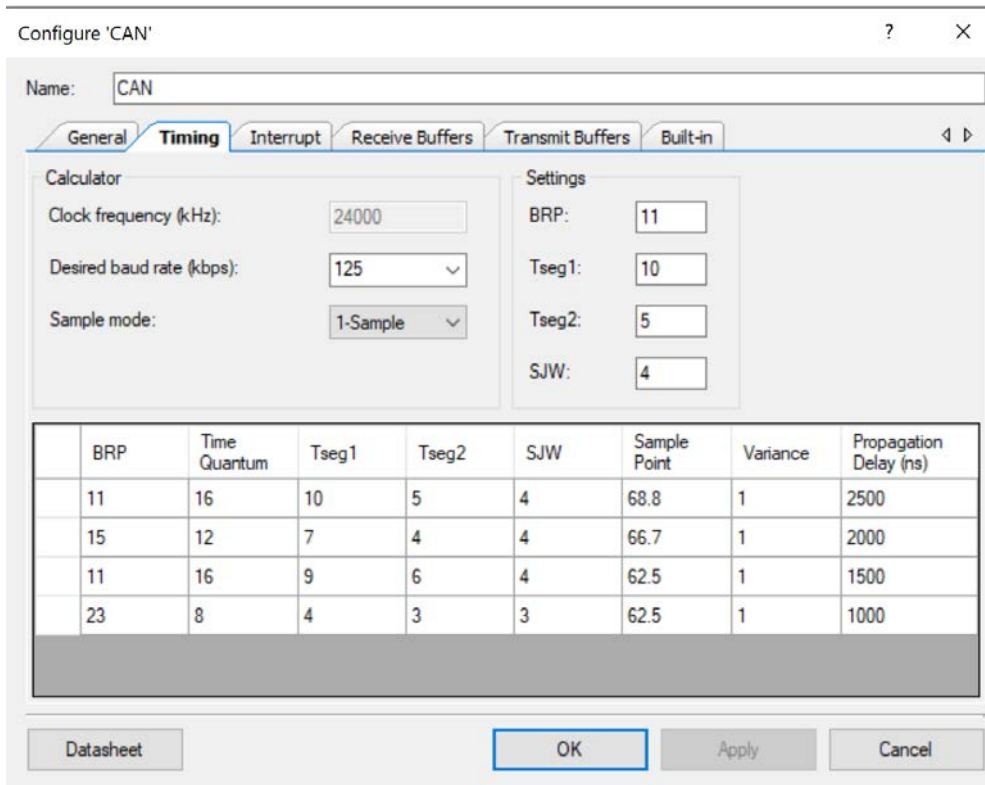 Configure 'CAN' ? X
Name: CAN
General Timing Interrupt Receive Buffers Transmit Buffers Built-in
Calculator
Clock frequency (kHz): 24000
Desired baud rate (kbps): 125
Sample mode: 1-Sample
Settings
BRP: 11
Tseg1: 10
Tseg2: 5
SJW: 4
BRP Time Quantum Tseg1 Tseg2 SJW Sample Point Variance Propagation Delay (ns)
11 16 10 5 4 68.8 1 2500
15 12 7 4 4 66.7 1 2000
11 16 9 6 4 62.5 1 1500
23 8 4 3 3 62.5 1 1000
Datasheet OK Apply Cancel